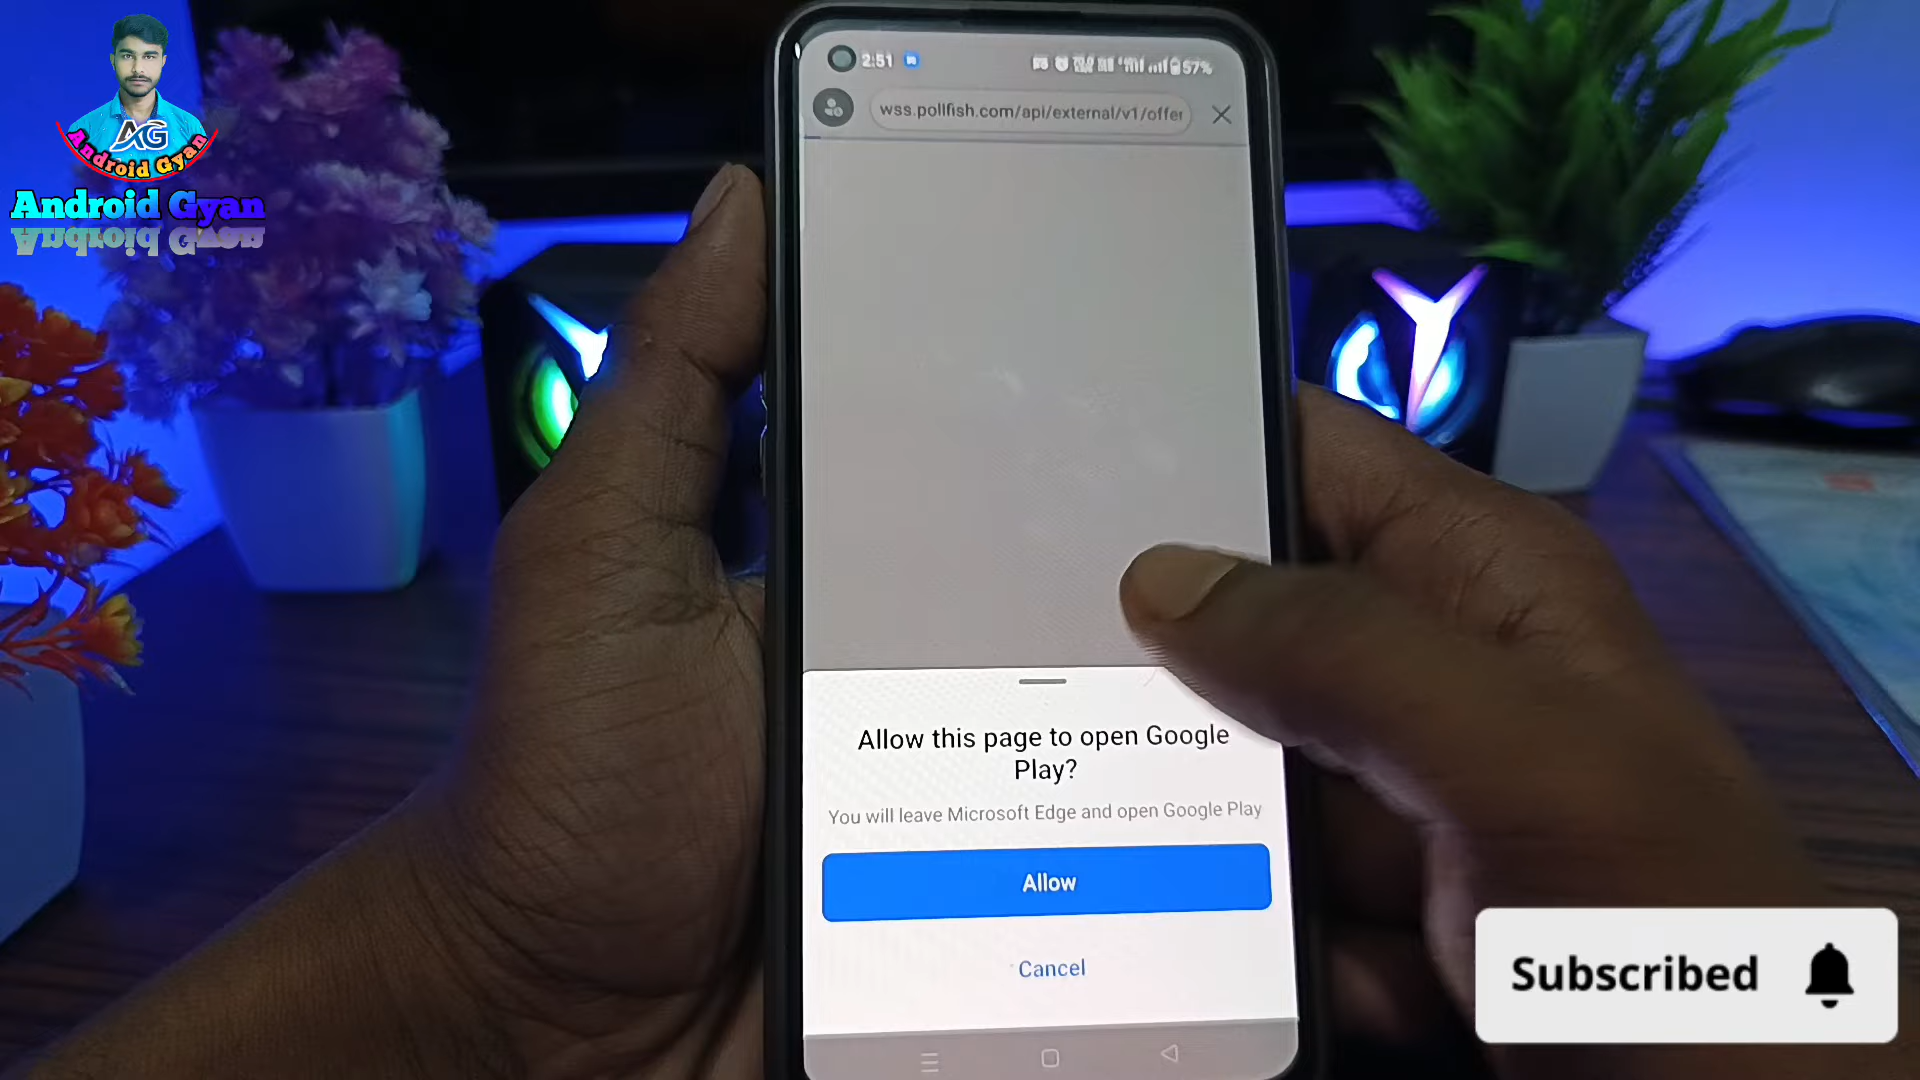 AG
Android Gyan
Android Gyan
2:51
57%
wss.pollfish.com/api/external/v1/offer
Allow this page to open Google
Play?
You will leave Microsoft Edge and open Google Play
Allow
Cancel
Subscribed